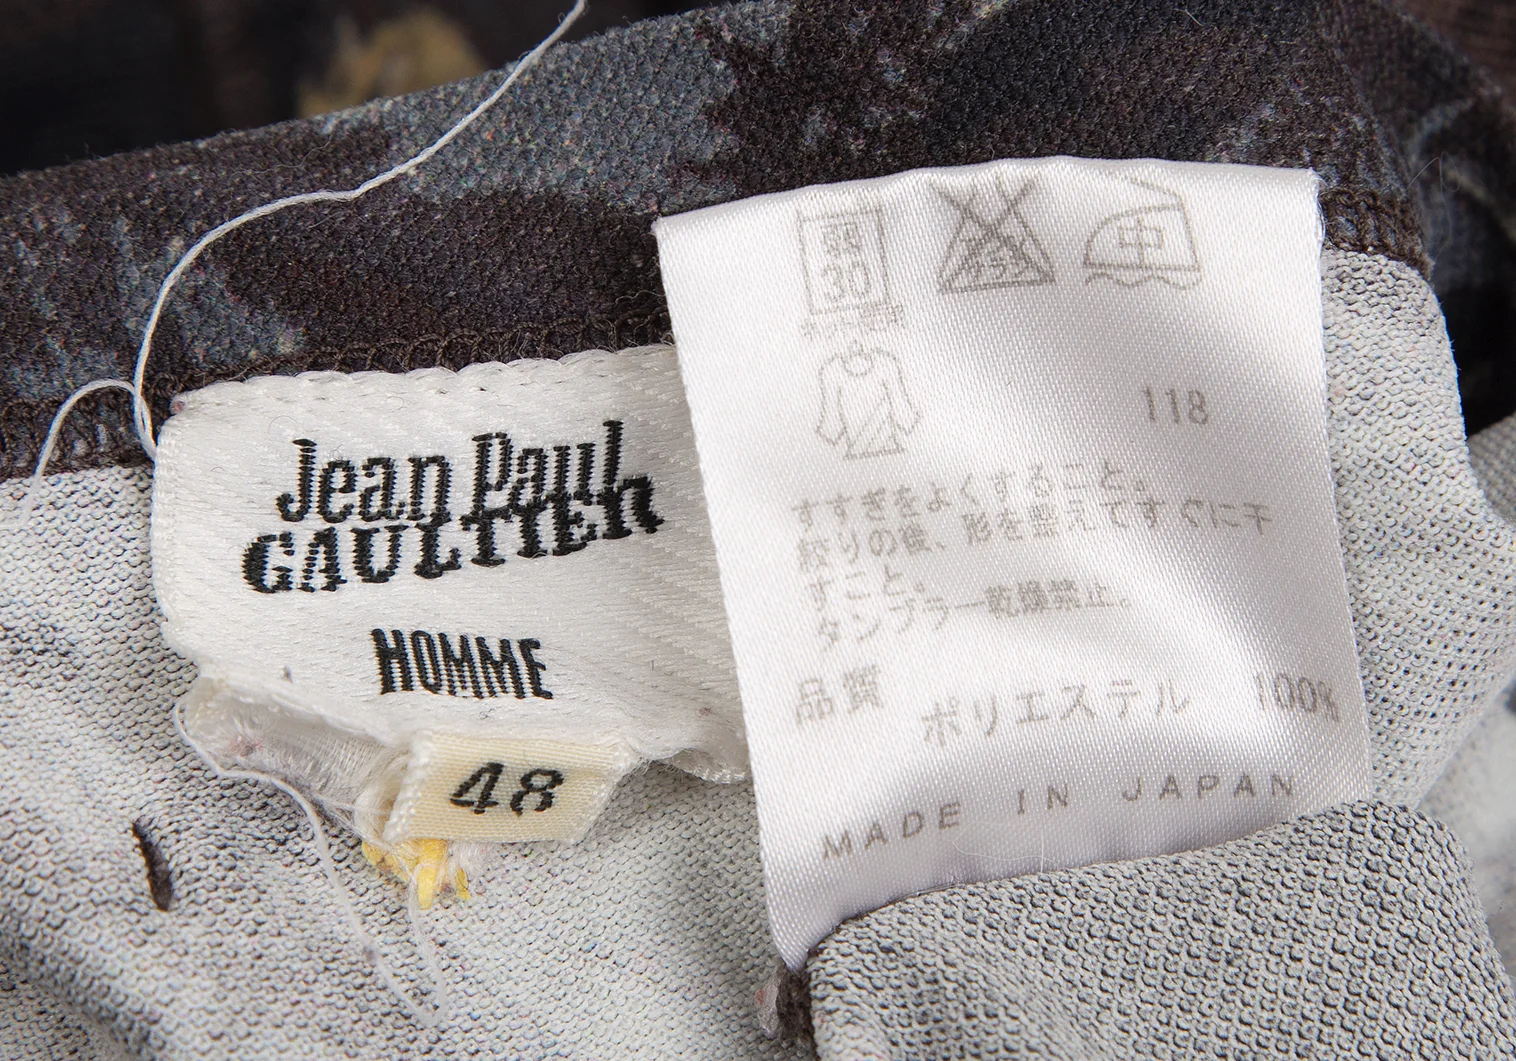 Jean Paul
GAULTIER
HOMME
48
弱
30
中
118
すすぎをよくすること。
絞りの後、形を整えてすぐに干
すこと。
タンブラー乾燥禁止。
品質
ポリエステル 100%
MADE IN JAPAN